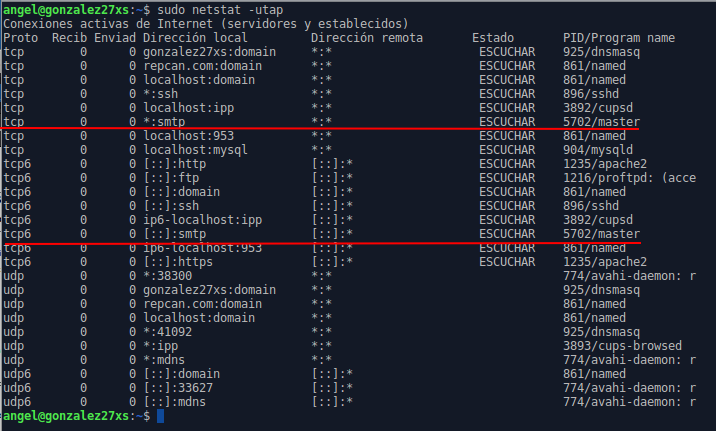 angel@gonzalez27xs:~$ sudo netstat -utap
Conexiones activas de Internet (servidores y establecidos)
Proto  Recib Enviad Dirección local         Dirección remota       Estado       PID/Program name
tcp        0      0 gonzalez27xs:domain     *:*                     ESCUCHAR    925/dnsmasq
tcp        0      0 repcan.com:domain       *:*                     ESCUCHAR    861/named
tcp        0      0 localhost:domain        *:*                     ESCUCHAR    861/named
tcp        0      0 *:ssh                   *:*                     ESCUCHAR    896/sshd
tcp        0      0 localhost:ipp           *:*                     ESCUCHAR    3892/cupsd
tcp        0      0 *:smtp                  *:*                     ESCUCHAR    5702/master
tcp        0      0 localhost:953           *:*                     ESCUCHAR    861/named
tcp        0      0 localhost:mysql         *:*                     ESCUCHAR    904/mysqld
tcp6       0      0 [::]:http               [::]:*                  ESCUCHAR    1235/apache2
tcp6       0      0 [::]:ftp                [::]:*                  ESCUCHAR    1216/proftpd: (acce
tcp6       0      0 [::]:domain             [::]:*                  ESCUCHAR    861/named
tcp6       0      0 [::]:ssh                [::]:*                  ESCUCHAR    896/sshd
tcp6       0      0 ip6-localhost:ipp       [::]:*                  ESCUCHAR    3892/cupsd
tcp6       0      0 [::]:smtp               [::]:*                  ESCUCHAR    5702/master
tcp6       0      0 ip6-localhost:953       [::]:*                  ESCUCHAR    861/named
tcp6       0      0 [::]:https              [::]:*                  ESCUCHAR    1235/apache2
udp        0      0 *:38300                 *:*                                 774/avahi-daemon: r
udp        0      0 gonzalez27xs:domain     *:*                                 925/dnsmasq
udp        0      0 repcan.com:domain       *:*                                 861/named
udp        0      0 localhost:domain        *:*                                 861/named
udp        0      0 *:41092                 *:*                                 925/dnsmasq
udp        0      0 *:ipp                   *:*                                 3893/cups-browsed
udp        0      0 *:mdns                  *:*                                 774/avahi-daemon: r
udp6       0      0 [::]:domain             [::]:*                              861/named
udp6       0      0 [::]:33627              [::]:*                              774/avahi-daemon: r
udp6       0      0 [::]:mdns               [::]:*                              774/avahi-daemon: r
angel@gonzalez27xs:~$